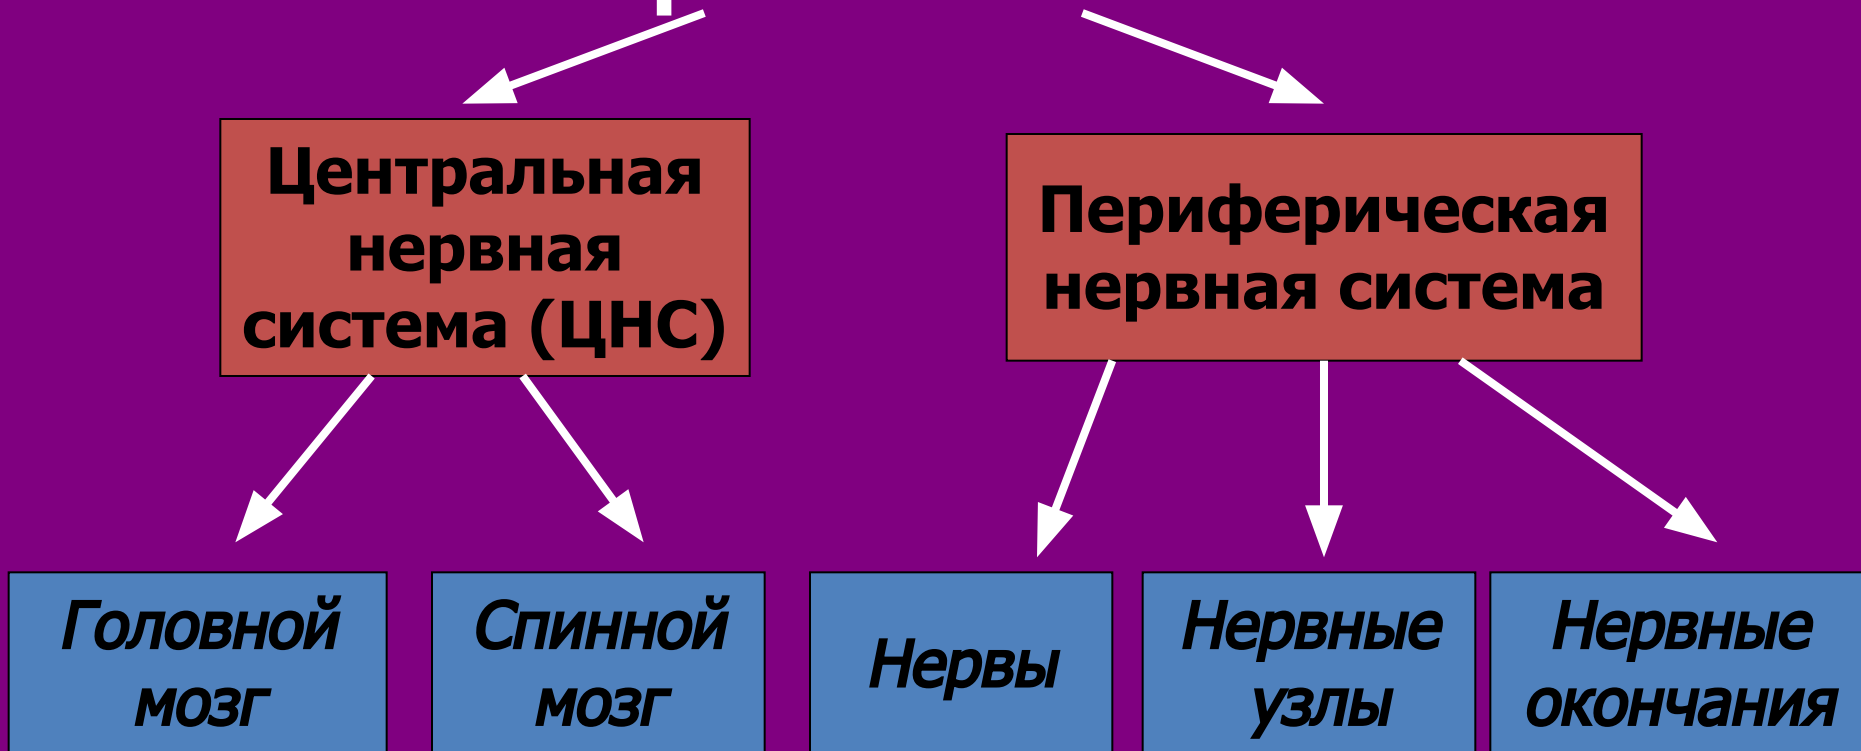 Центральная
нервная
система (ЦНС)
Периферическая
нервная система
Головной
мозг
Спинной
мозг
Нервы
Нервные
узлы
Нервные
окончания